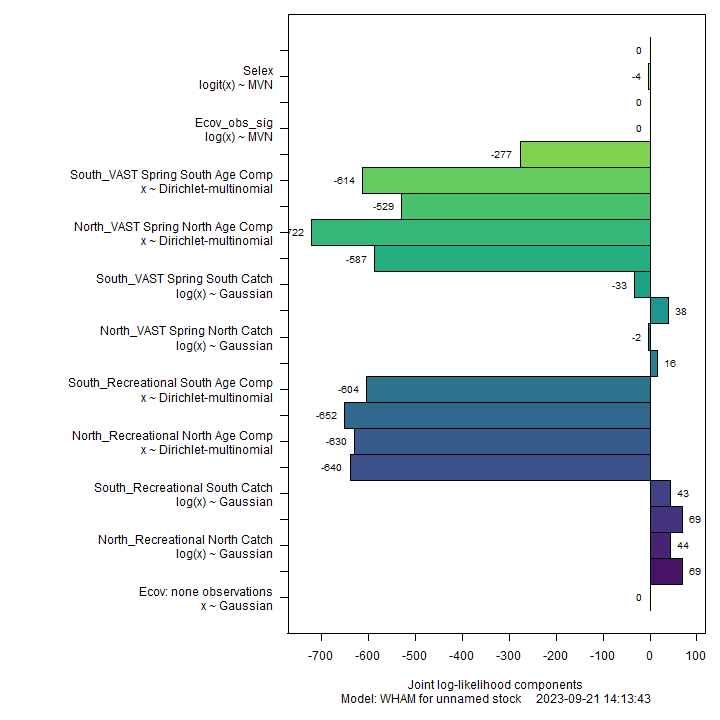 0
Selex
logit(x) ~ MVN
-4
0
Ecov_obs_sig
log(x) ~ MVN
0
-277
South_VAST Spring South Age Comp
x ~ Dirichlet-multinomial
-614
-529
North_VAST Spring North Age Comp
x ~ Dirichlet-multinomial
722
-587
South_VAST Spring South Catch
log(x) ~ Gaussian
-33
38
North_VAST Spring North Catch
log(x) ~ Gaussian
-2
16
South_Recreational South Age Comp
x ~ Dirichlet-multinomial
-604
-652
North_Recreational North Age Comp
x ~ Dirichlet-multinomial
-630
-640
South_Recreational South Catch
log(x) ~ Gaussian
43
69
North_Recreational North Catch
log(x) ~ Gaussian
44
69
Ecov: none observations
x ~ Gaussian
0
-700 -600 -500 -400 -300 -200 -100 0 100
Joint log-likelihood components
Model: WHAM for unnamed stock 2023-09-21 14:13:43